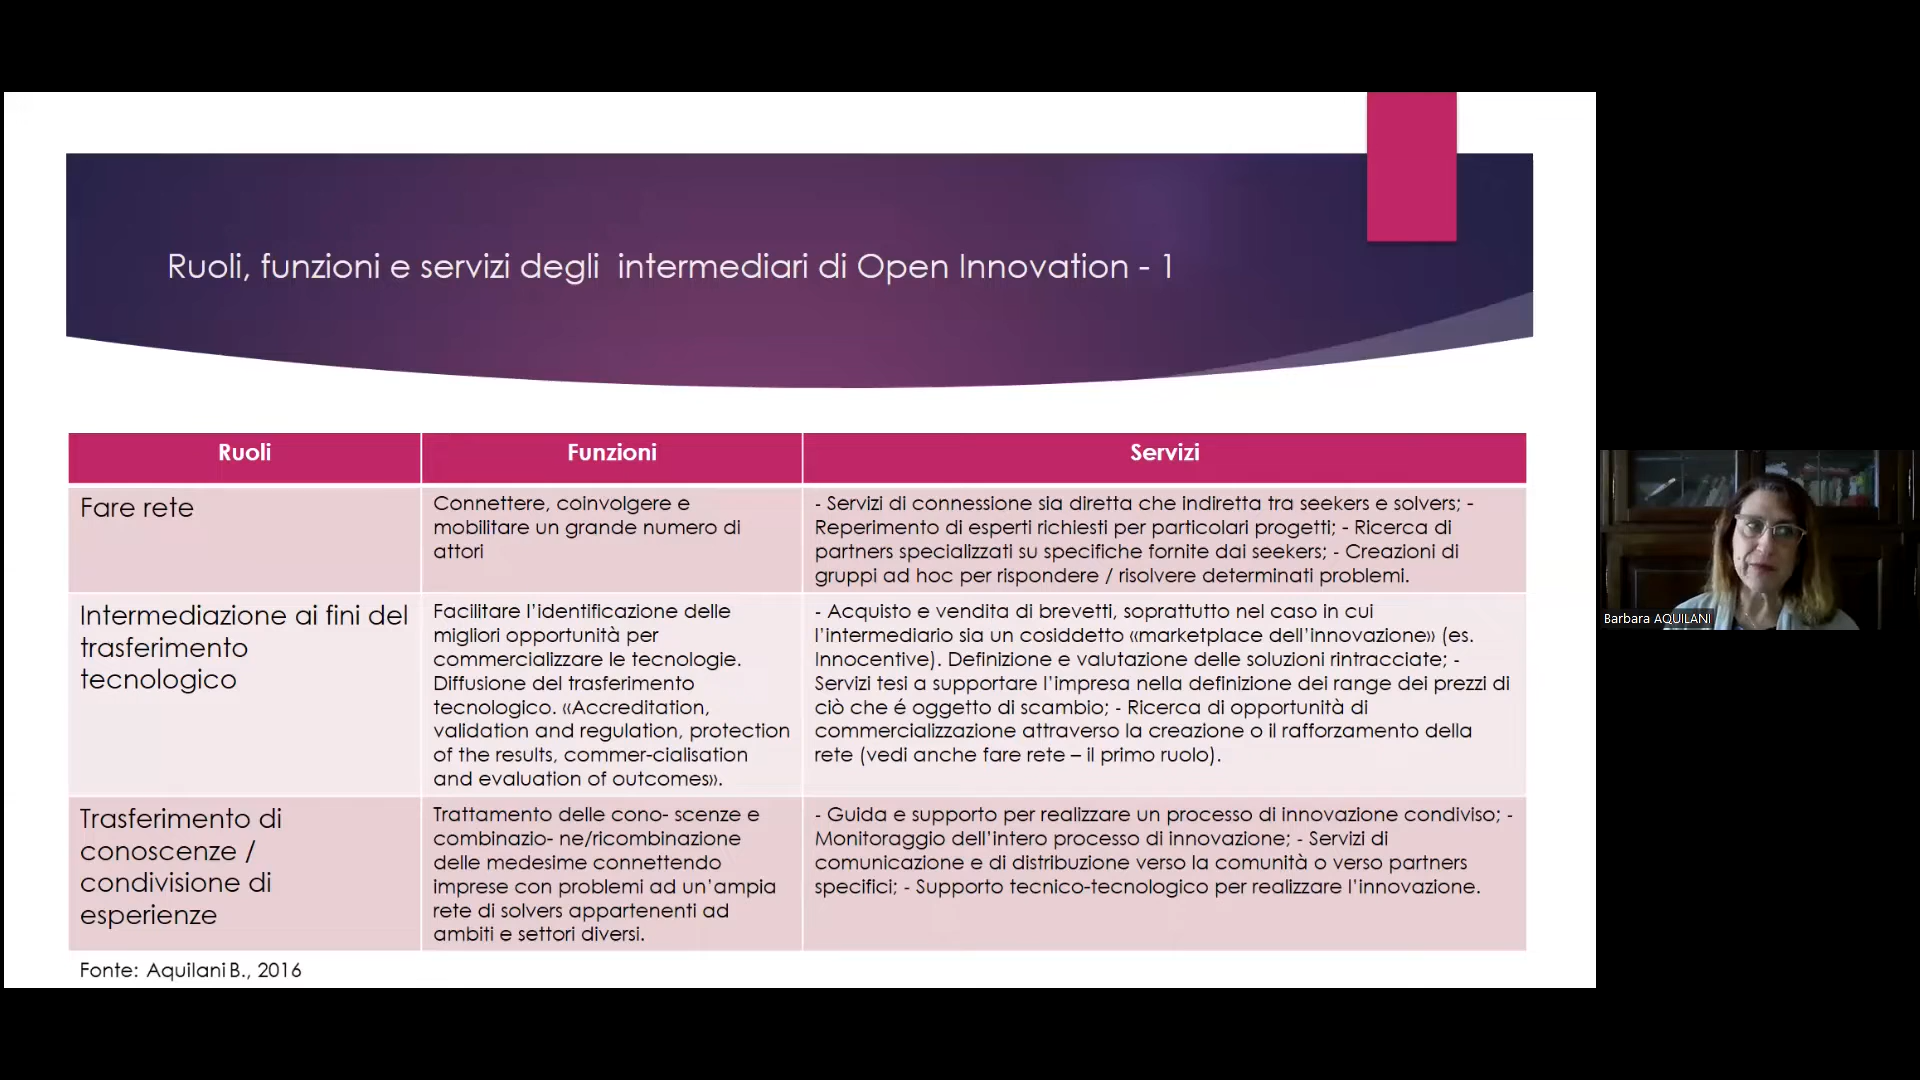 Ruoli, funzioni e servizi degli  intermediari di Open Innovation - 1
Ruoli
Funzioni
Servizi
Fare rete
Connettere, coinvolgere e
mobilitare un grande numero di
attori
- Servizi di connessione sia diretta che indiretta tra seekers e solvers; -
Reperimento di esperti richiesti per particolari progetti; - Ricerca di
partners specializzati su specifiche fornite dai seekers; - Creazioni di
gruppi ad hoc per rispondere / risolvere determinati problemi.
Intermediazione ai fini del
trasferimento
tecnologico
Facilitare l’identificazione delle
migliori opportunità per
commercializzare le tecnologie.
Diffusione del trasferimento
tecnologico. «Accreditation,
validation and regulation, protection
of the results, commer-cialisation
and evaluation of outcomes».
- Acquisto e vendita di brevetti, soprattutto nel caso in cui
l’intermediario sia un cosiddetto «marketplace dell’innovazione» (es.
Innocentive). Definizione e valutazione delle soluzioni rintracciate; -
Servizi tesi a supportare l’impresa nella definizione dei range dei prezzi di
ciò che é oggetto di scambio; - Ricerca di opportunità di
commercializzazione attraverso la creazione o il rafforzamento della
rete (vedi anche fare rete – il primo ruolo).
Trasferimento di
conoscenze /
condivisione di
esperienze
Trattamento delle cono- scenze e
combinazio- ne/ricombinazione
delle medesime connettendo
imprese con problemi ad un’ampia
rete di solvers appartenenti ad
ambiti e settori diversi.
- Guida e supporto per realizzare un processo di innovazione condiviso; -
Monitoraggio dell’intero processo di innovazione; - Servizi di
comunicazione e di distribuzione verso la comunità o verso partners
specifici; - Supporto tecnico-tecnologico per realizzare l’innovazione.
Fonte: Aquilani B., 2016
Barbara AQUILANI